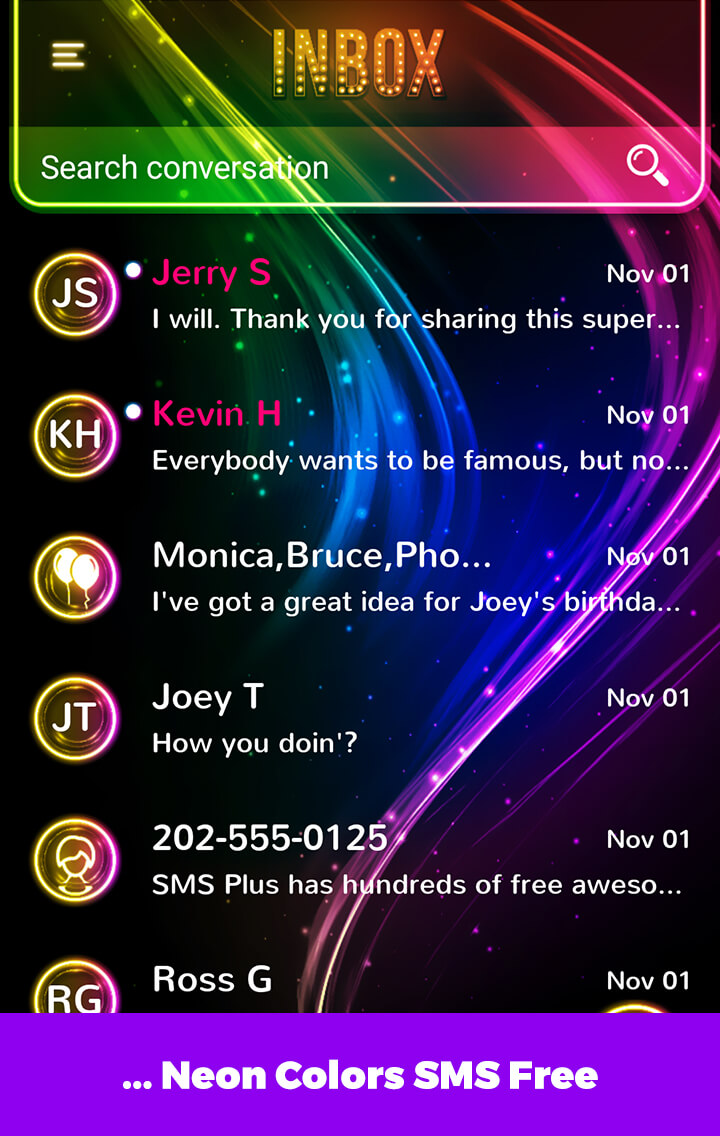 INBOX
Search conversation
JS
Jerry S
Nov 01
I will. Thank you for sharing this super...
KH
Kevin H
Nov 01
Everybody wants to be famous, but no...
Monica,Bruce,Pho...
Nov 01
I've got a great idea for Joey's birthda...
JT
Joey T
Nov 01
How you doin'?
202-555-0125
Nov 01
SMS Plus has hundreds of free aweso...
RG
Ross G
Nov 01
... Neon Colors SMS Free